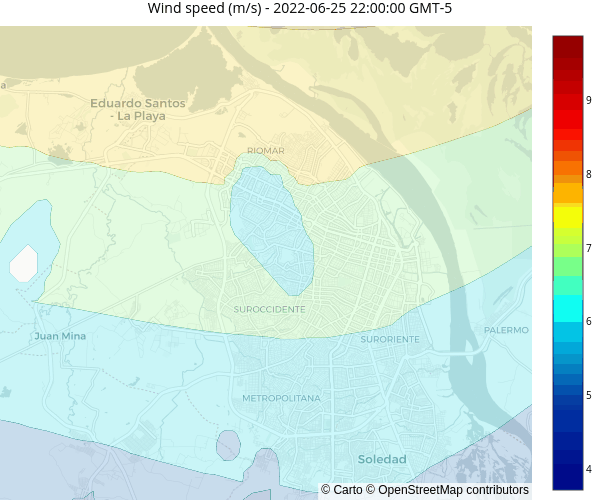 Wind speed (m/s) - 2022-06-25 22:00:00 GMT-5
a
Eduardo Santos
- La Playa
RIOMAR
SUROCCIDENTE
Juan Mina
SURORIENTE
PALERMO
METROPOLITANA
Soledad
© Carto © OpenStreetMap contributors
9
8
7
6
5
4